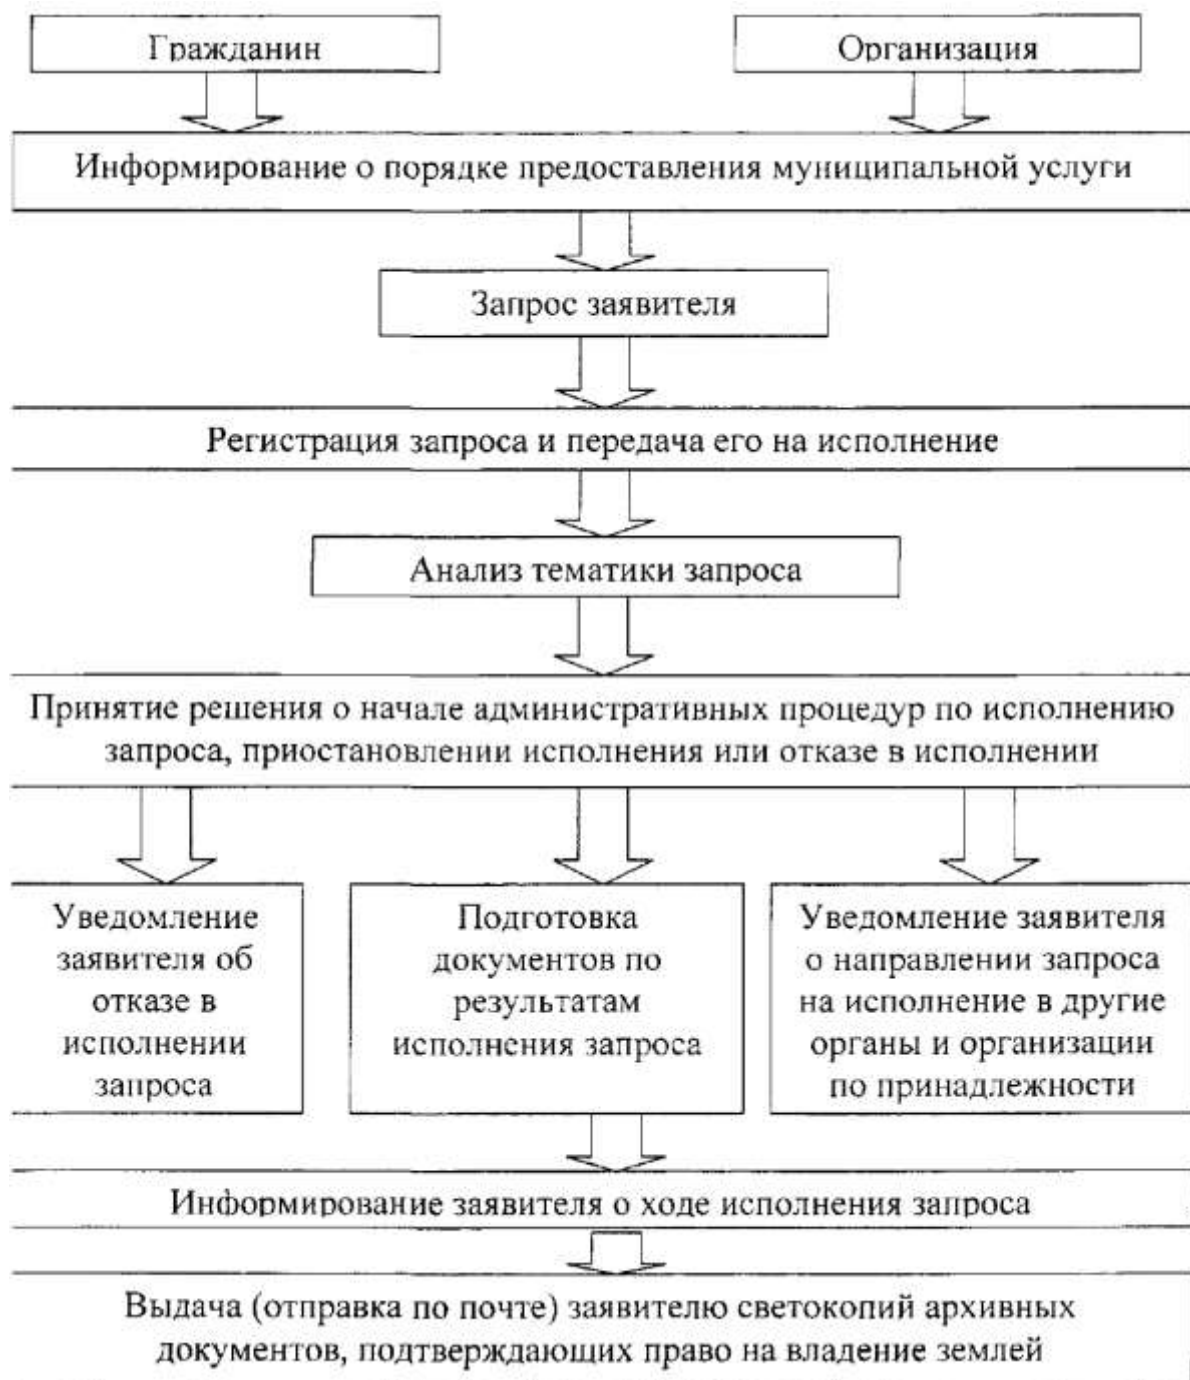 Гражданин
Организация
Информирование о порядке предоставления муниципальной услуги
Запрос заявителя
Регистрация запроса и передача его на исполнение
Анализ тематики запроса
Принятие решения о начале административных процедур по исполнению
запроса, приостановлении исполнения или отказе в исполнении
Уведомление
заявителя об
отказе в
исполнении
запроса
Подготовка
документов по
результатам
исполнения запроса
Уведомление заявителя
о направлении запроса
на исполнение в другие
органы и организации
по принадлежности
Информирование заявителя о ходе исполнения запроса
Выдача (отправка по почте) заявителю светокопий архивных
документов, подтверждающих право на владение землей